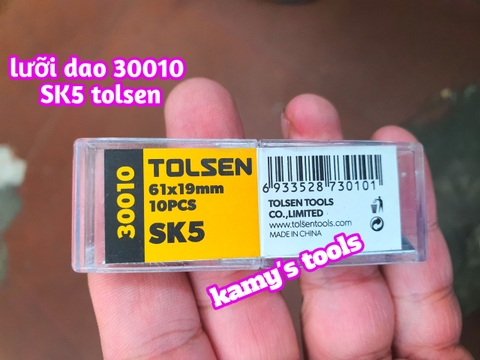 lưỡi dao 30010
SK5 tolsen
30010
TOLSEN
61x19mm
10PCS
SK5
6 933528 730101
TOLSEN TOOLS
CO.,LIMITED
www.tolsentools.com
MADE IN CHINA
kamy's tools